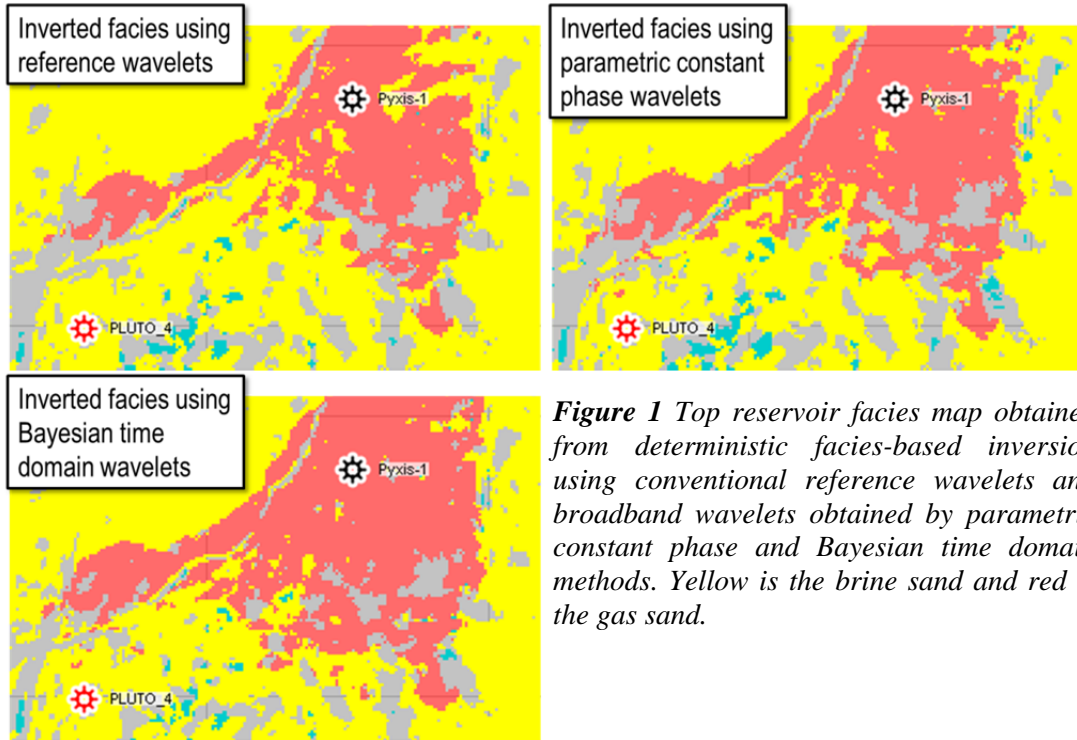 Inverted facies using
reference wavelets
Pyxis-1
PLUTO_4
Inverted facies using
parametric constant
phase wavelets
Pyxis-1
PLUTO_4
Inverted facies using
Bayesian time
domain wavelets
Pyxis-1
PLUTO_4
Figure 1 Top reservoir facies map obtaine
from deterministic facies-based inversio
using conventional reference wavelets an
broadband wavelets obtained by parametri
constant phase and Bayesian time domai
methods. Yellow is the brine sand and red
the gas sand.